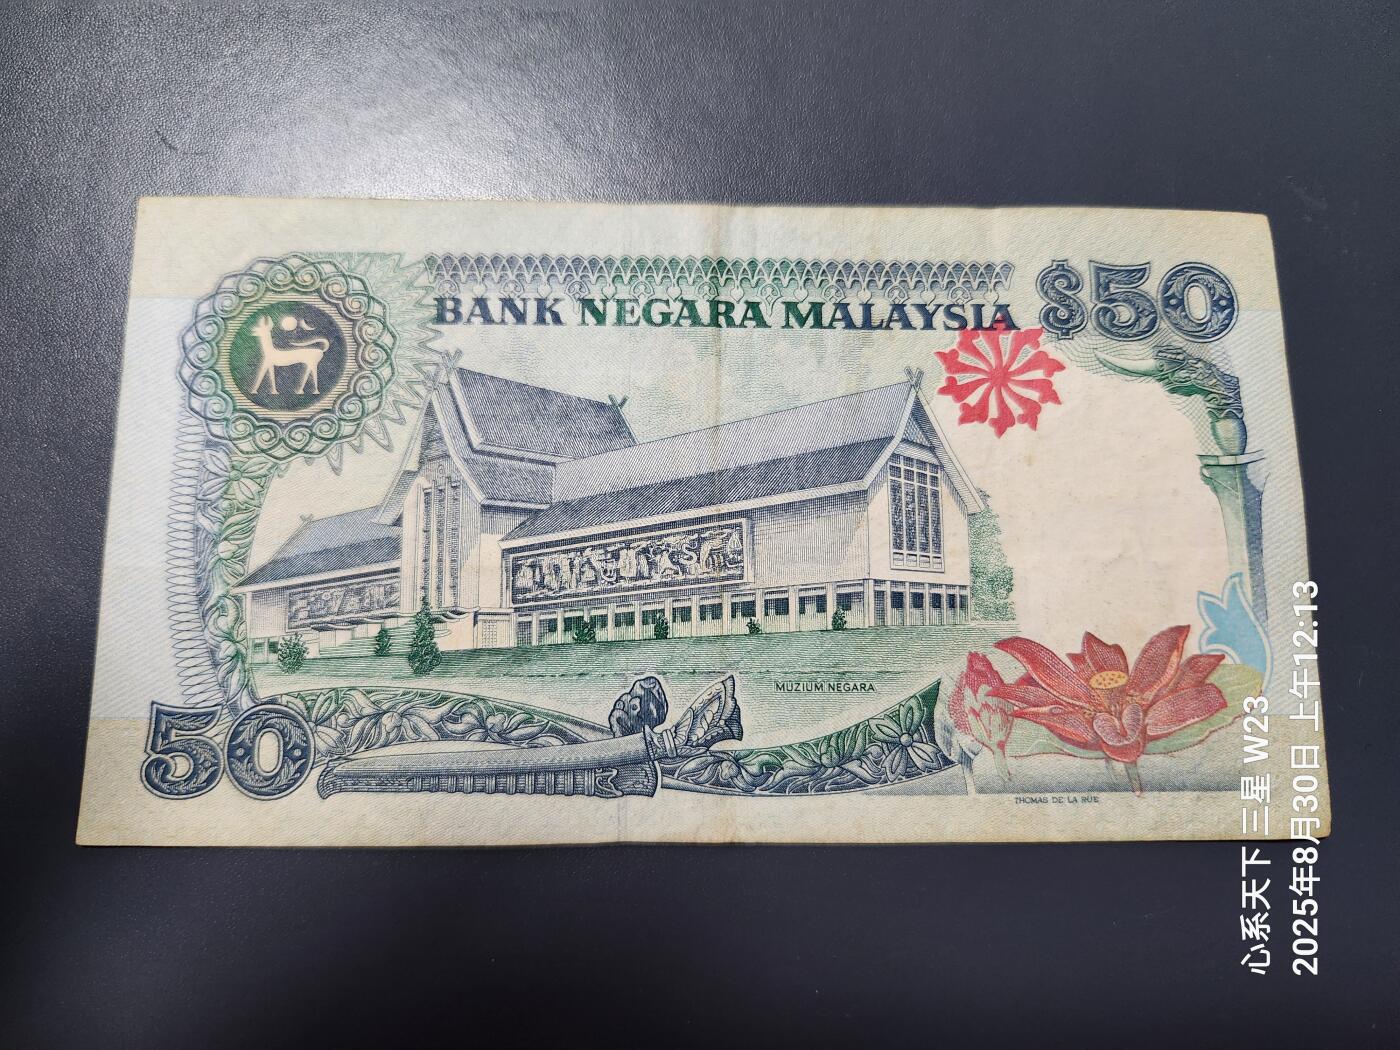 BANK NEGARA MALAYSIA
$50
MUZIUM NEGARA
50
THOMAS DE LA RUE
心系天下 三星 W23
2025年8月30日 上午12:13